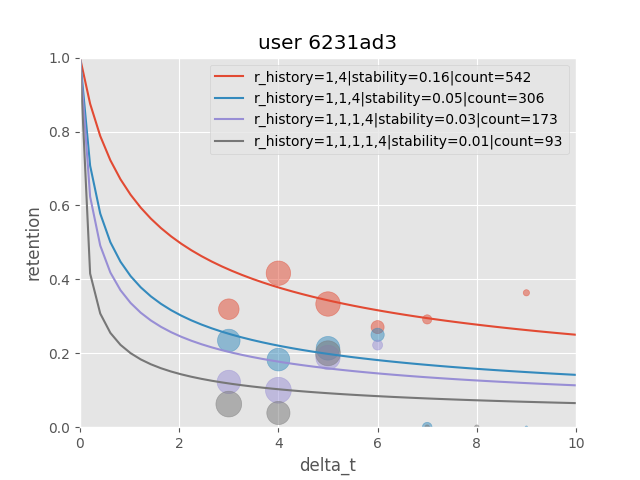 user 6231ad3
r_history=1,4|stability=0.16|count=542
r_history=1,1,4|stability=0.05|count=306
r_history=1,1,1,4|stability=0.03|count=173
r_history=1,1,1,1,4|stability=0.01|count=93
retention
1.0
0.8
0.6
0.4
0.2
0.0
0 2 4 6 8 10
delta_t